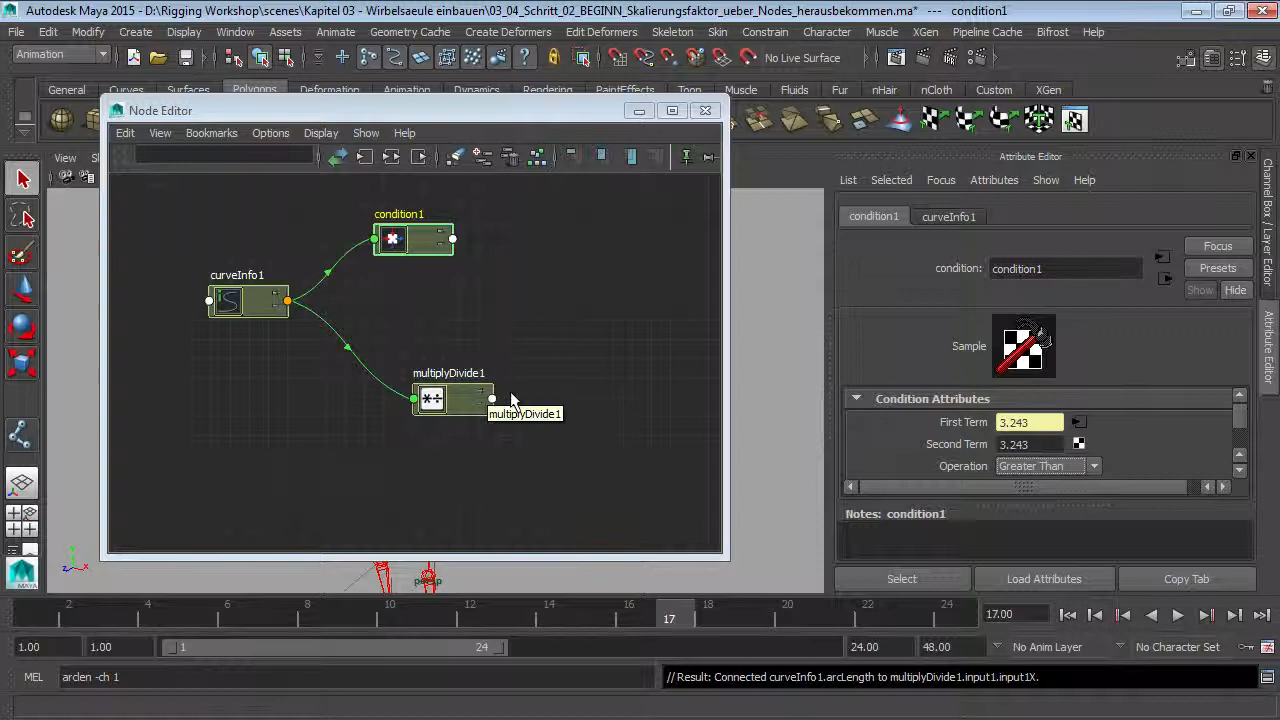 Autodesk Maya 2015 - D:\Rigging Workshop\scenes\Kapitel 03 - Wirbelsaeule einbauen\03_04_Schritt_02_BEGINN_Skalierungsfaktor_ueber_Nodes_herausbekommen.ma* --- condition1
File Edit Modify Create Display Window Assets Animate Geometry Cache Create Deformers Edit Deformers Skeleton Skin Constrain Character Muscle XGen Pipeline Cache Bifrost Help
Animation No Live Surface
General Curves Surfaces Polygons Deformation Animation Dynamics Rendering PaintEffects Toon Muscle Fluids Fur nHair nCloth Custom XGen
Node Editor
Edit View Bookmarks Options Display Show Help
View
Attribute Editor
List Selected Focus Attributes Show Help
condition1 curveInfo1
condition: condition1
Focus
Presets
Show Hide
Sample
Condition Attributes
First Term 3.243
Second Term 3.243
Operation Greater Than
Notes: condition1
Select Load Attributes Copy Tab
Channel Box / Layer Editor
Attribute Editor
condition1
curveInfo1
multiplyDivide1
multiplyDivide1
persp
y
z x
2 4 6 8 10 12 14 16 17 18 20 22 24 17.00
1.00 1.00 1 24 24.00 48.00 No Anim Layer No Character Set
MEL arclen -ch 1 // Result: Connected curveInfo1.arcLength to multiplyDivide1.input1.input1X.
MAYA